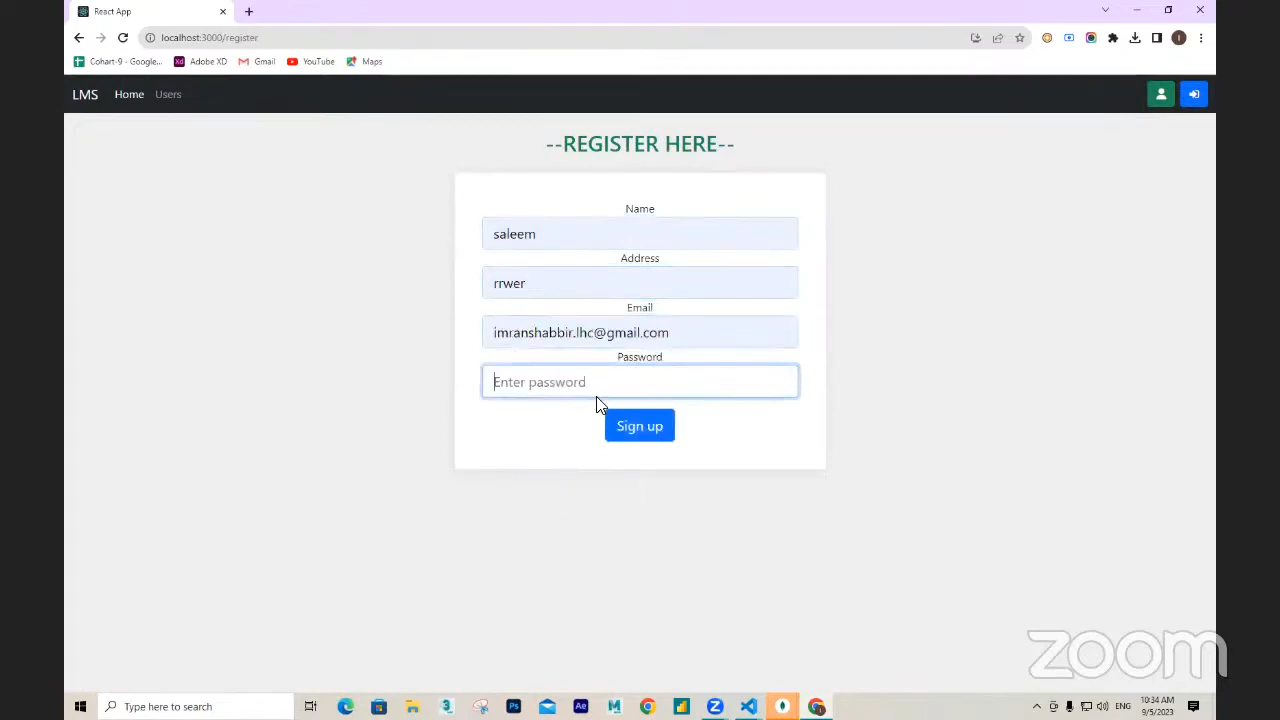 React App
localhost:3000/register
Cohart-9 - Google... Adobe XD Gmail YouTube Maps
LMS Home Users
--REGISTER HERE--
Name
saleem
Address
rrwer
Email
imranshabbir.lhc@gmail.com
Password
Enter password
Sign up
zoom
Type here to search
ENG
10:34 AM
9/5/2023